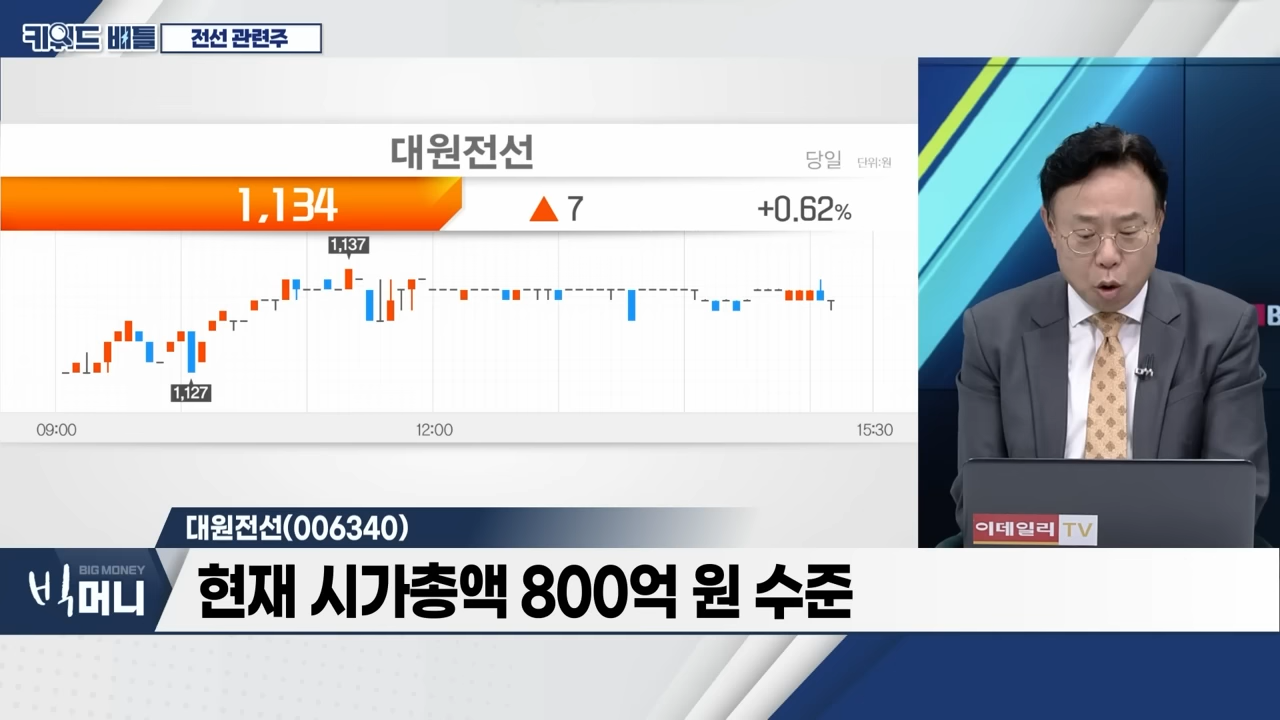 키워드 배틀
전선 관련주
대원전선
당일 단위:원
1,134
▲ 7
+0.62%
1,137
1,127
09:00
12:00
15:30
이데일리 TV
대원전선(006340)
BIG MONEY
빅머니
현재 시가총액 800억 원 수준